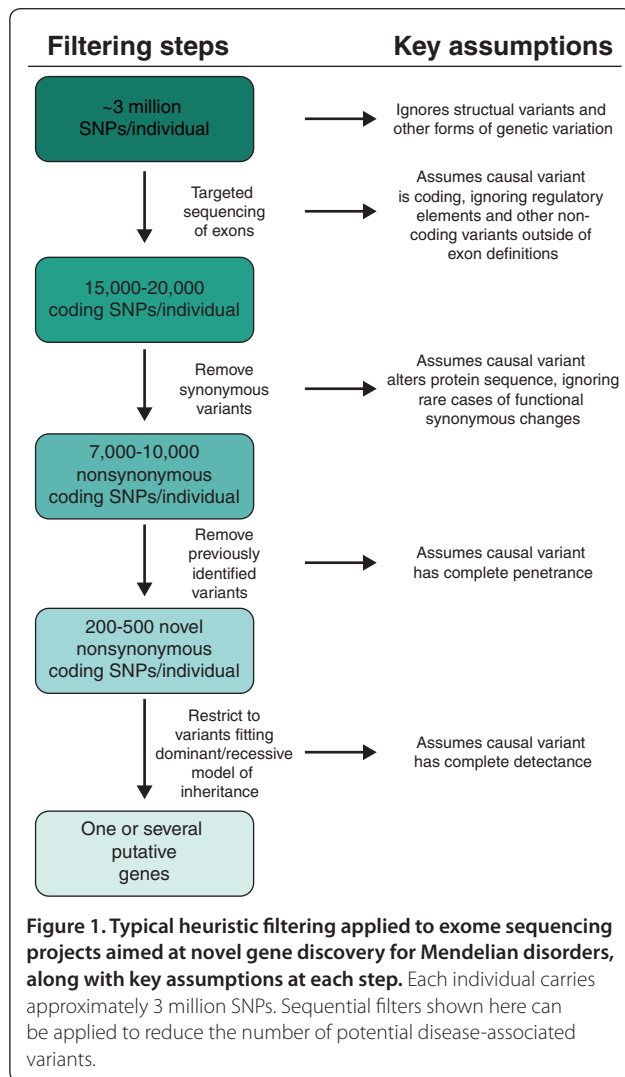 Filtering steps
Key assumptions
~3 million
SNPs/individual
Ignores structual variants and
other forms of genetic variation
Targeted
sequencing
of exons
Assumes causal variant
is coding, ignoring regulatory
elements and other non-
coding variants outside of
exon definitions
15,000-20,000
coding SNPs/individual
Remove
synonymous
variants
Assumes causal variant
alters protein sequence, ignoring
rare cases of functional
synonymous changes
7,000-10,000
nonsynonymous
coding SNPs/individual
Remove
previously
identified
variants
Assumes causal variant
has complete penetrance
200-500 novel
nonsynonymous
coding SNPs/individual
Restrict to
variants fitting
dominant/recessive
model of
inheritance
Assumes causal variant
has complete detectance
One or several
putative
genes
Figure 1. Typical heuristic filtering applied to exome sequencing
projects aimed at novel gene discovery for Mendelian disorders,
along with key assumptions at each step. Each individual carries
approximately 3 million SNPs. Sequential filters shown here can
be applied to reduce the number of potential disease-associated
variants.